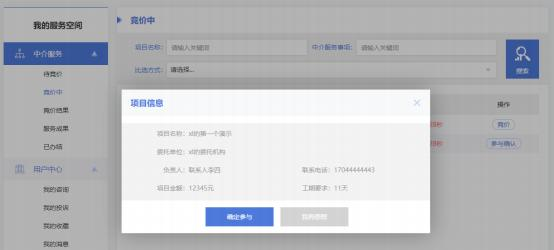 我的服务空间
中介服务
待竞价
竞价中
竞价结果
服务成果
已办结
用户中心
我的咨询
我的投诉
我的收藏
我的消息
竞价中
项目名称： 请输入关键词 中介服务事项： 请输入关键词
比选方式： 请选择...
搜索
操作
竞价
参与确认
项目信息
项目名称： xl的第一个演示
委托单位： xl的委托机构
负责人： 联系人李四 联系电话： 17044444443
项目金额： 12345元 工期要求： 11天
确定参与